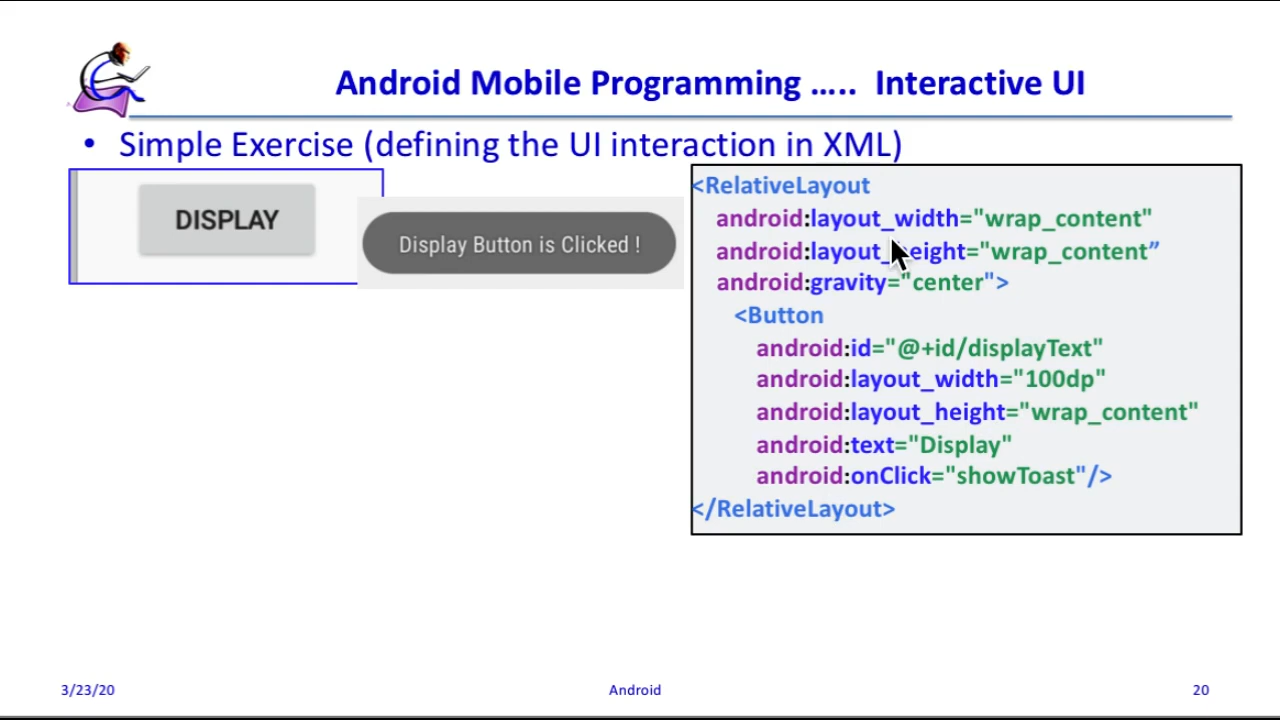 Android Mobile Programming ….. Interactive UI
• Simple Exercise (defining the UI interaction in XML)
DISPLAY
Display Button is Clicked !
<RelativeLayout
android:layout_width="wrap_content"
android:layout_height="wrap_content”
android:gravity="center">
<Button
android:id="@+id/displayText"
android:layout_width="100dp"
android:layout_height="wrap_content"
android:text="Display"
android:onClick="showToast"/>
</RelativeLayout>
3/23/20
Android
20